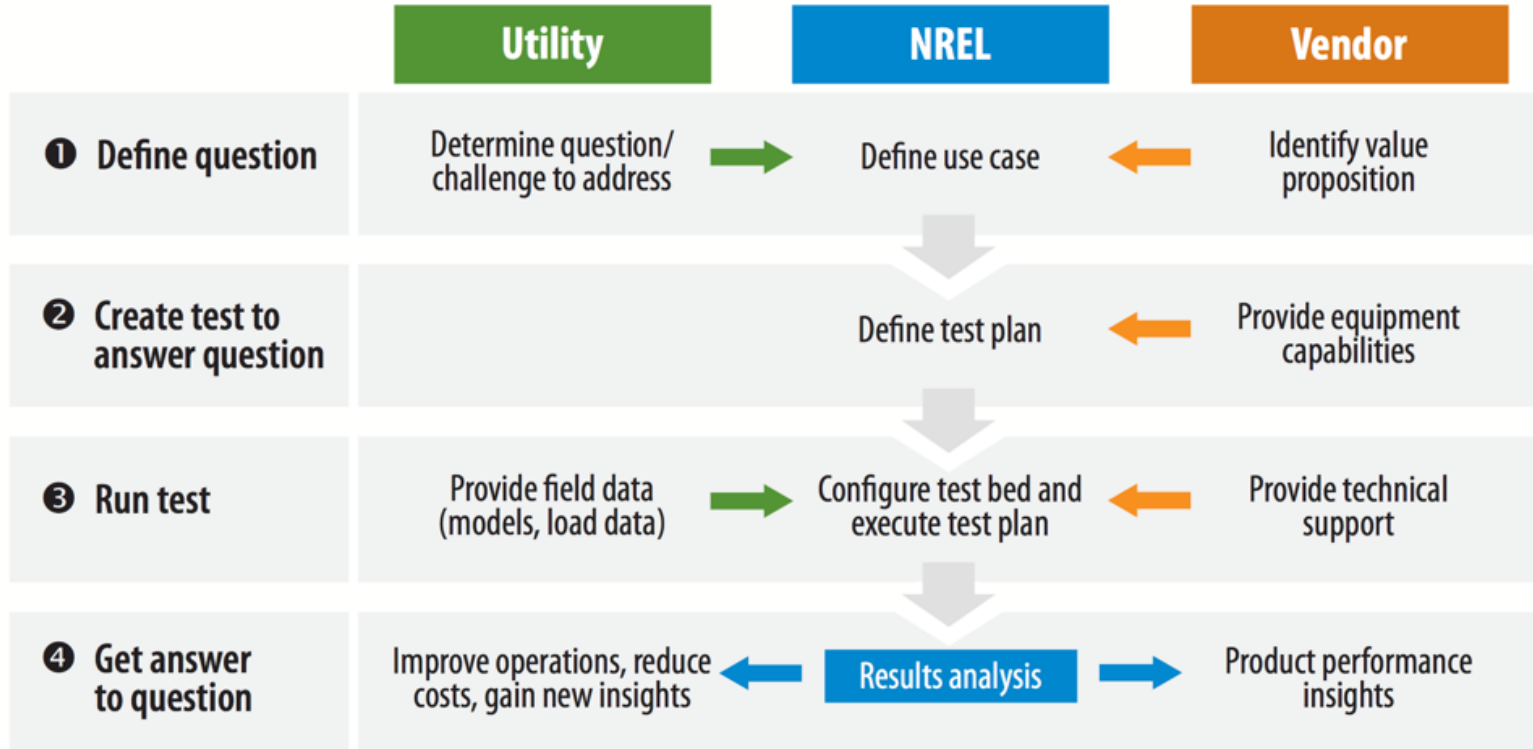 Utility
NREL
Vendor
❶ Define question
Determine question/
challenge to address
Define use case
Identify value
proposition
❷ Create test to
answer question
Define test plan
Provide equipment
capabilities
❸ Run test
Provide field data
(models, load data)
Configure test bed and
execute test plan
Provide technical
support
❹ Get answer
to question
Improve operations, reduce
costs, gain new insights
Results analysis
Product performance
insights